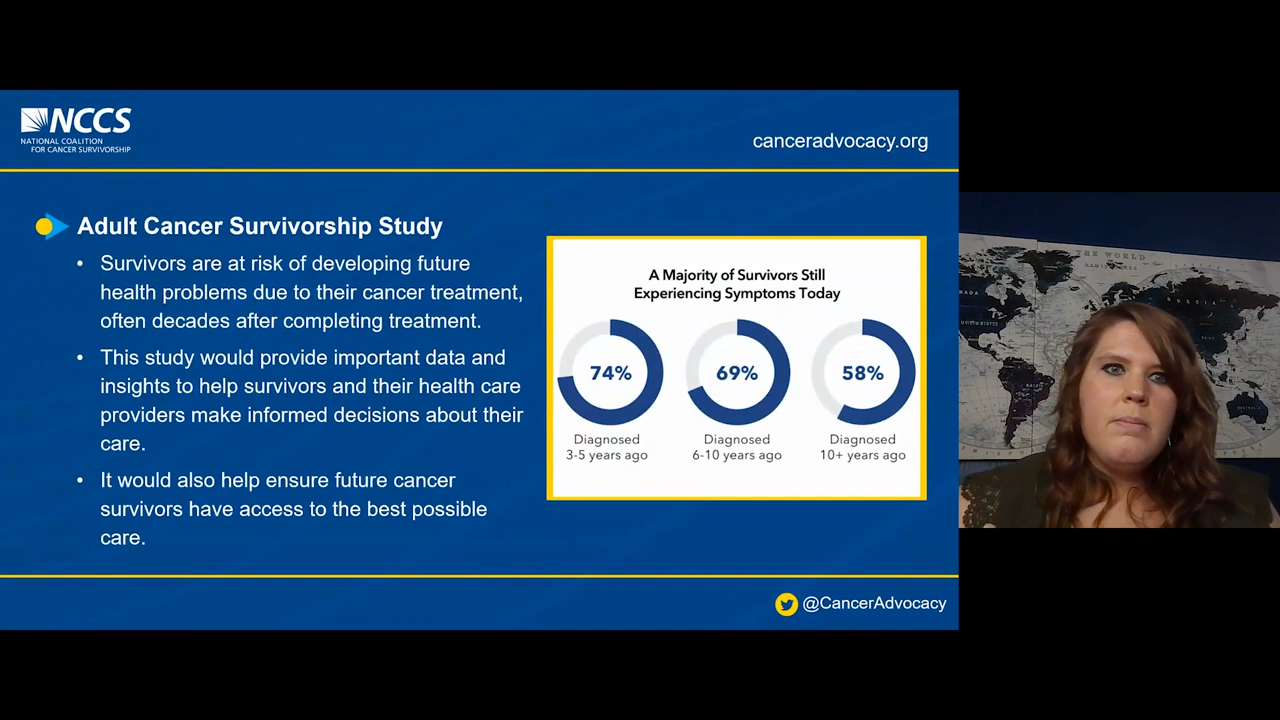 NCCS
NATIONAL COALITION
FOR CANCER SURVIVORSHIP
canceradvocacy.org
Adult Cancer Survivorship Study
• Survivors are at risk of developing future
health problems due to their cancer treatment,
often decades after completing treatment.
• This study would provide important data and
insights to help survivors and their health care
providers make informed decisions about their
care.
• It would also help ensure future cancer
survivors have access to the best possible
care.
A Majority of Survivors Still
Experiencing Symptoms Today
74%
69%
58%
Diagnosed
3-5 years ago
Diagnosed
6-10 years ago
Diagnosed
10+ years ago
@CancerAdvocacy
THE WORLD
RUSSIA